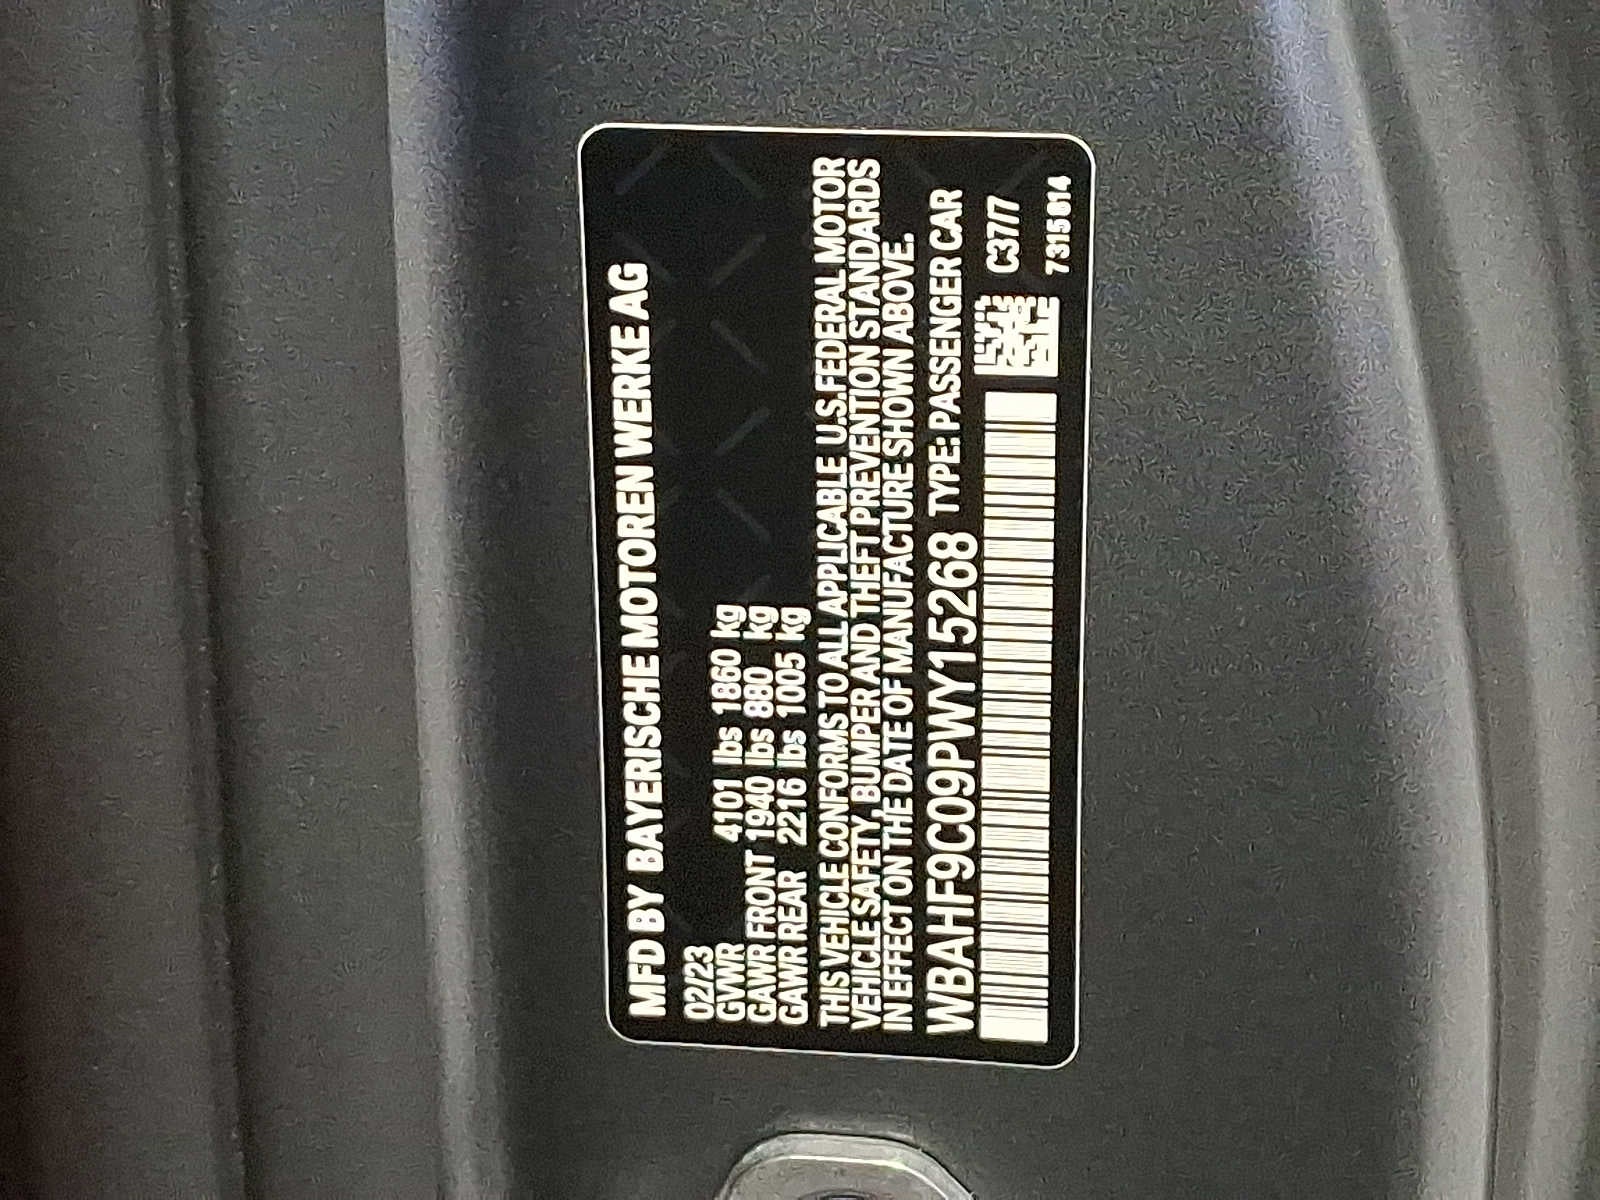 MFD BY BAYERISCHE MOTOREN WERKE AG
02/23
GVWR 4101 lbs 1860 kg
GAWR FRONT 1940 lbs 880 kg
GAWR REAR 2216 lbs 1005 kg
THIS VEHICLE CONFORMS TO ALL APPLICABLE U.S. FEDERAL MOTOR
VEHICLE SAFETY, BUMPER AND THEFT PREVENTION STANDARDS
IN EFFECT ON THE DATE OF MANUFACTURE SHOWN ABOVE.
WBAHF9C09PWY15268 TYPE: PASSENGER CAR
C37/7
7315614